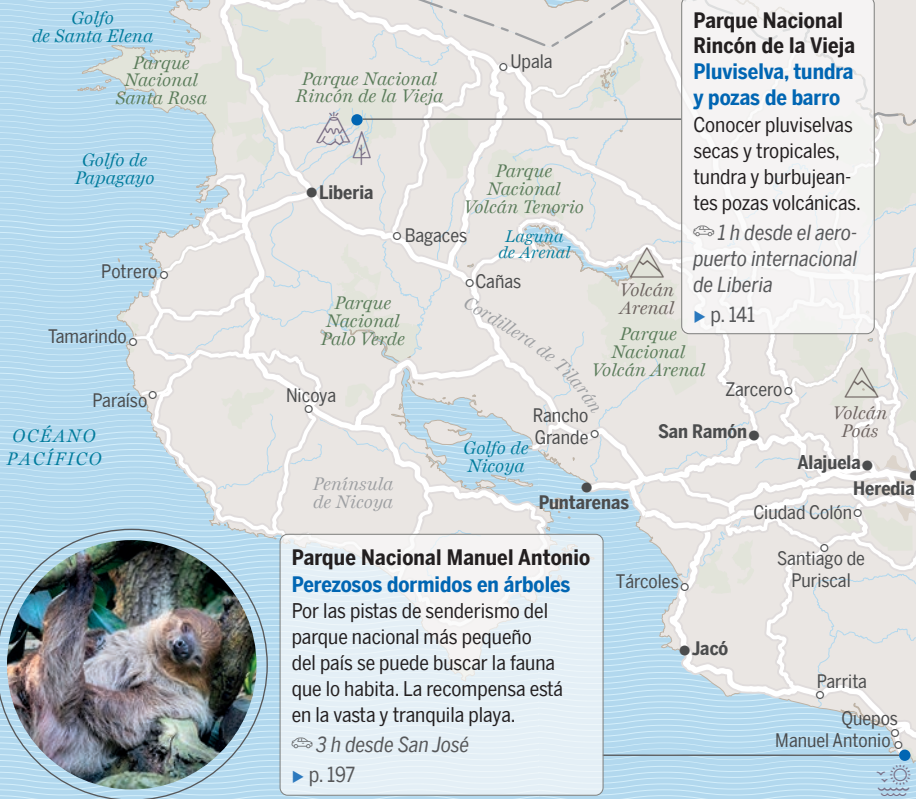 Golfo
de Santa Elena
Parque
Nacional
Santa Rosa
Parque Nacional
Rincón de la Vieja
Upala
Golfo de
Papagayo
Liberia
Parque
Nacional
Volcán Tenorio
Bagaces
Laguna
de Arenal
Potrero
Cañas
Volcán
Arenal
Parque
Nacional
Palo Verde
Cordillera de Tilarán
Parque
Nacional
Volcán Arenal
Tamarindo
Paraíso
Nicoya
Zarcero
Volcán
Poás
Rancho
Grande
San Ramón
OCÉANO
PACÍFICO
Golfo de
Nicoya
Alajuela
Heredia
Península
de Nicoya
Puntarenas
Ciudad Colón
Santiago de
Puriscal
Tárcoles
Jacó
Parrita
Quepos
Manuel Antonio
Parque Nacional
Rincón de la Vieja
Pluviselva, tundra
y pozas de barro
Conocer pluviselvas
secas y tropicales,
tundra y burbujean-
tes pozas volcánicas.
1 h desde el aero-
puerto internacional
de Liberia
▶ p. 141
Parque Nacional Manuel Antonio
Perezosos dormidos en árboles
Por las pistas de senderismo del
parque nacional más pequeño
del país se puede buscar la fauna
que lo habita. La recompensa está
en la vasta y tranquila playa.
3 h desde San José
▶ p. 197